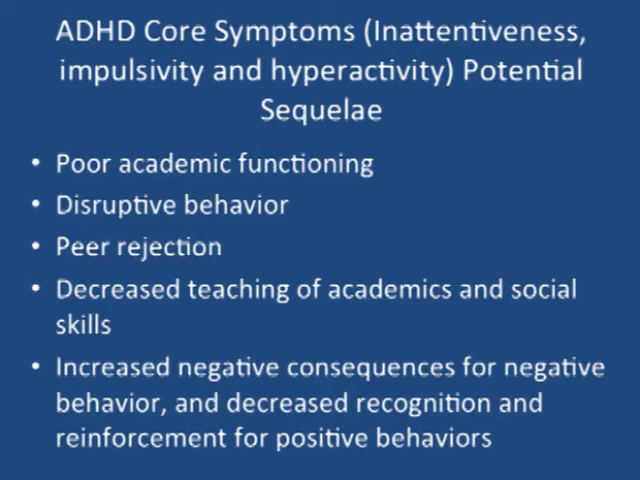 ADHD Core Symptoms (Inattentiveness,
impulsivity and hyperactivity) Potential
Sequelae
• Poor academic functioning
• Disruptive behavior
• Peer rejection
• Decreased teaching of academics and social
skills
• Increased negative consequences for negative
behavior, and decreased recognition and
reinforcement for positive behaviors